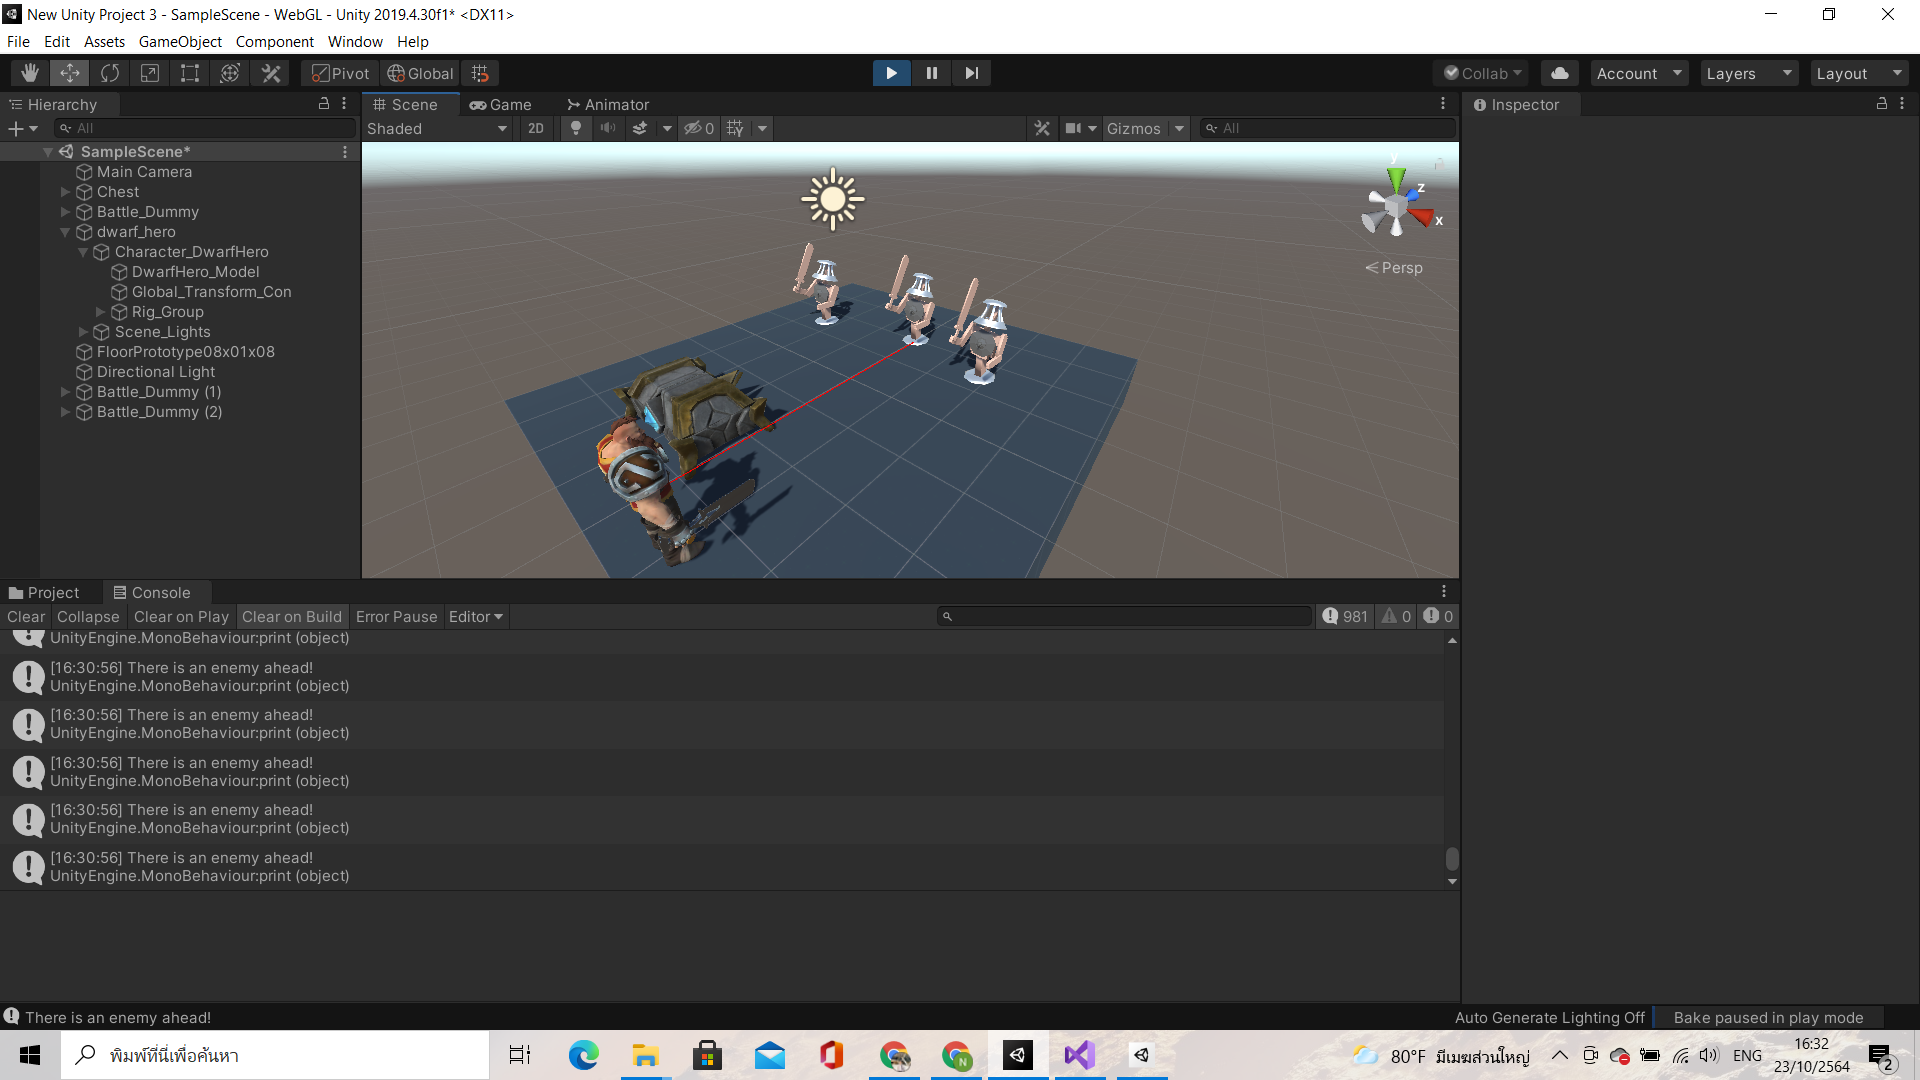 New Unity Project 3 - SampleScene - WebGL - Unity 2019.4.30f1* <DX11>
File Edit Assets GameObject Component Window Help
Pivot Global Collab Account Layers Layout
Hierarchy
All
SampleScene*
Main Camera
Chest
Battle_Dummy
dwarf_hero
Character_DwarfHero
DwarfHero_Model
Global_Transform_Con
Rig_Group
Scene_Lights
FloorPrototype08x01x08
Directional Light
Battle_Dummy (1)
Battle_Dummy (2)
Scene Game Animator
Shaded 2D 0 Gizmos All
y
z
x
Persp
Inspector
Project Console
Clear Collapse Clear on Play Clear on Build Error Pause Editor 981 0 0
UnityEngine.MonoBehaviour:print (object)
[16:30:56] There is an enemy ahead!
UnityEngine.MonoBehaviour:print (object)
[16:30:56] There is an enemy ahead!
UnityEngine.MonoBehaviour:print (object)
[16:30:56] There is an enemy ahead!
UnityEngine.MonoBehaviour:print (object)
[16:30:56] There is an enemy ahead!
UnityEngine.MonoBehaviour:print (object)
[16:30:56] There is an enemy ahead!
UnityEngine.MonoBehaviour:print (object)
There is an enemy ahead! Auto Generate Lighting Off Bake paused in play mode
พิมพ์ที่นี่เพื่อค้นหา N 80°F มีเมฆส่วนใหญ่ ENG
16:32
23/10/2564
2